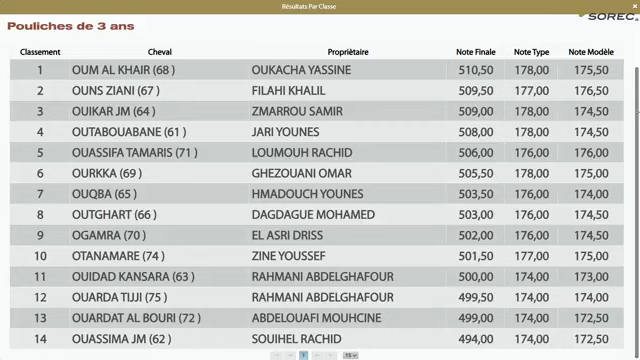 Résultats Par Classe
SOREC
Pouliches de 3 ans
Classement Cheval Propriètaire Note Finale Note Type Note Modèle
1 OUM AL KHAIR (68 ) OUKACHA YASSINE 510,50 178,00 175,50
2 OUNS ZIANI (67 ) FILAHI KHALIL 509,50 177,00 176,50
3 OUIKAR JM (64 ) ZMARROU SAMIR 509,00 178,00 174,50
4 OUTABOUABANE (61 ) JARI YOUNES 508,00 178,00 174,50
5 OUASSIFA TAMARIS (71 ) LOUMOUH RACHID 506,00 176,00 176,00
6 OURKKA (69 ) GHEZOUANI OMAR 505,50 178,00 175,00
7 OUQBA (65 ) HMADOUCH YOUNES 503,50 176,00 174,00
8 OUTGHART (66 ) DAGDAGUE MOHAMED 503,00 176,00 174,50
9 OGAMRA (70 ) EL ASRI DRISS 502,00 176,00 174,50
10 OTANAMARE (74 ) ZINE YOUSSEF 501,50 177,00 175,00
11 OUIDAD KANSARA (63 ) RAHMANI ABDELGHAFOUR 500,00 174,00 173,00
12 OUARDA TIJJI (75 ) RAHMANI ABDELGHAFOUR 499,50 174,00 174,00
13 OUARDAT AL BOURI (72 ) ABDELOUAFI MOUHCINE 499,00 174,00 172,50
14 OUASSIMA JM (62 ) SOUIHEL RACHID 494,00 174,00 172,50
1 15